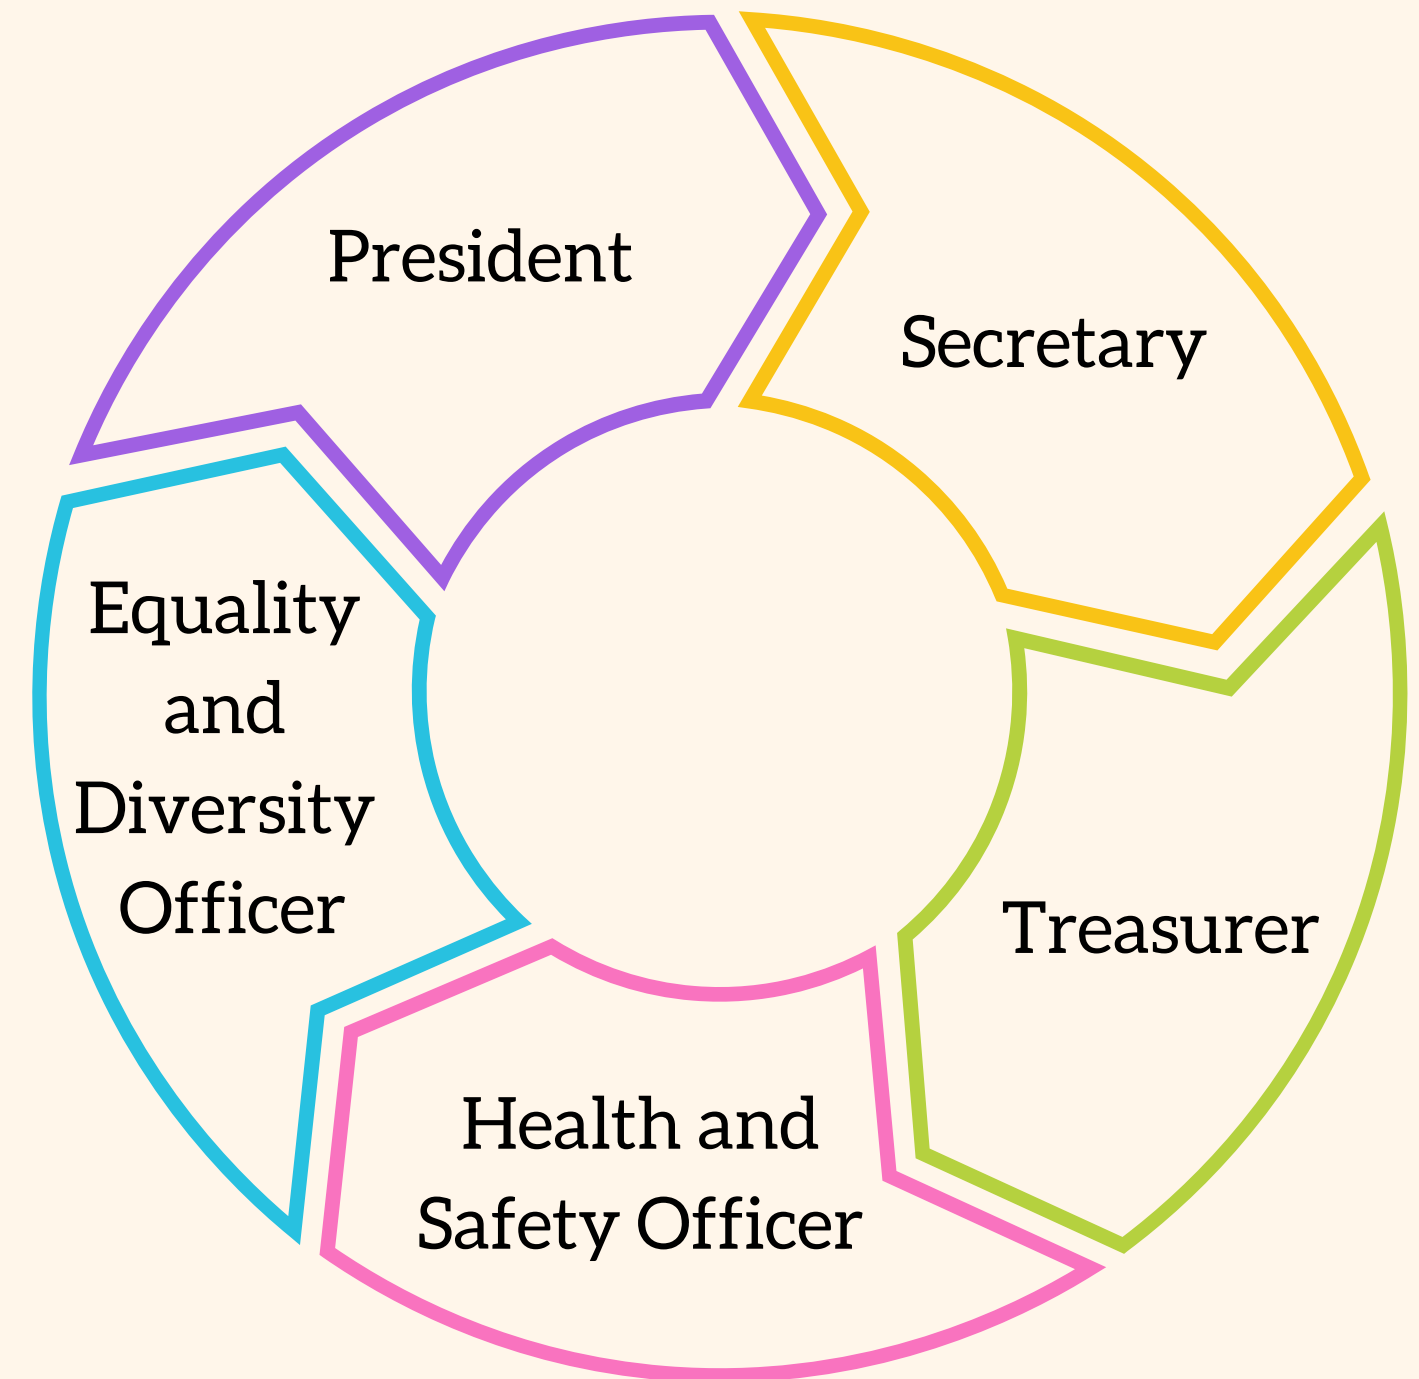 President
Secretary
Equality
and
Diversity
Officer
Treasurer
Health and
Safety Officer